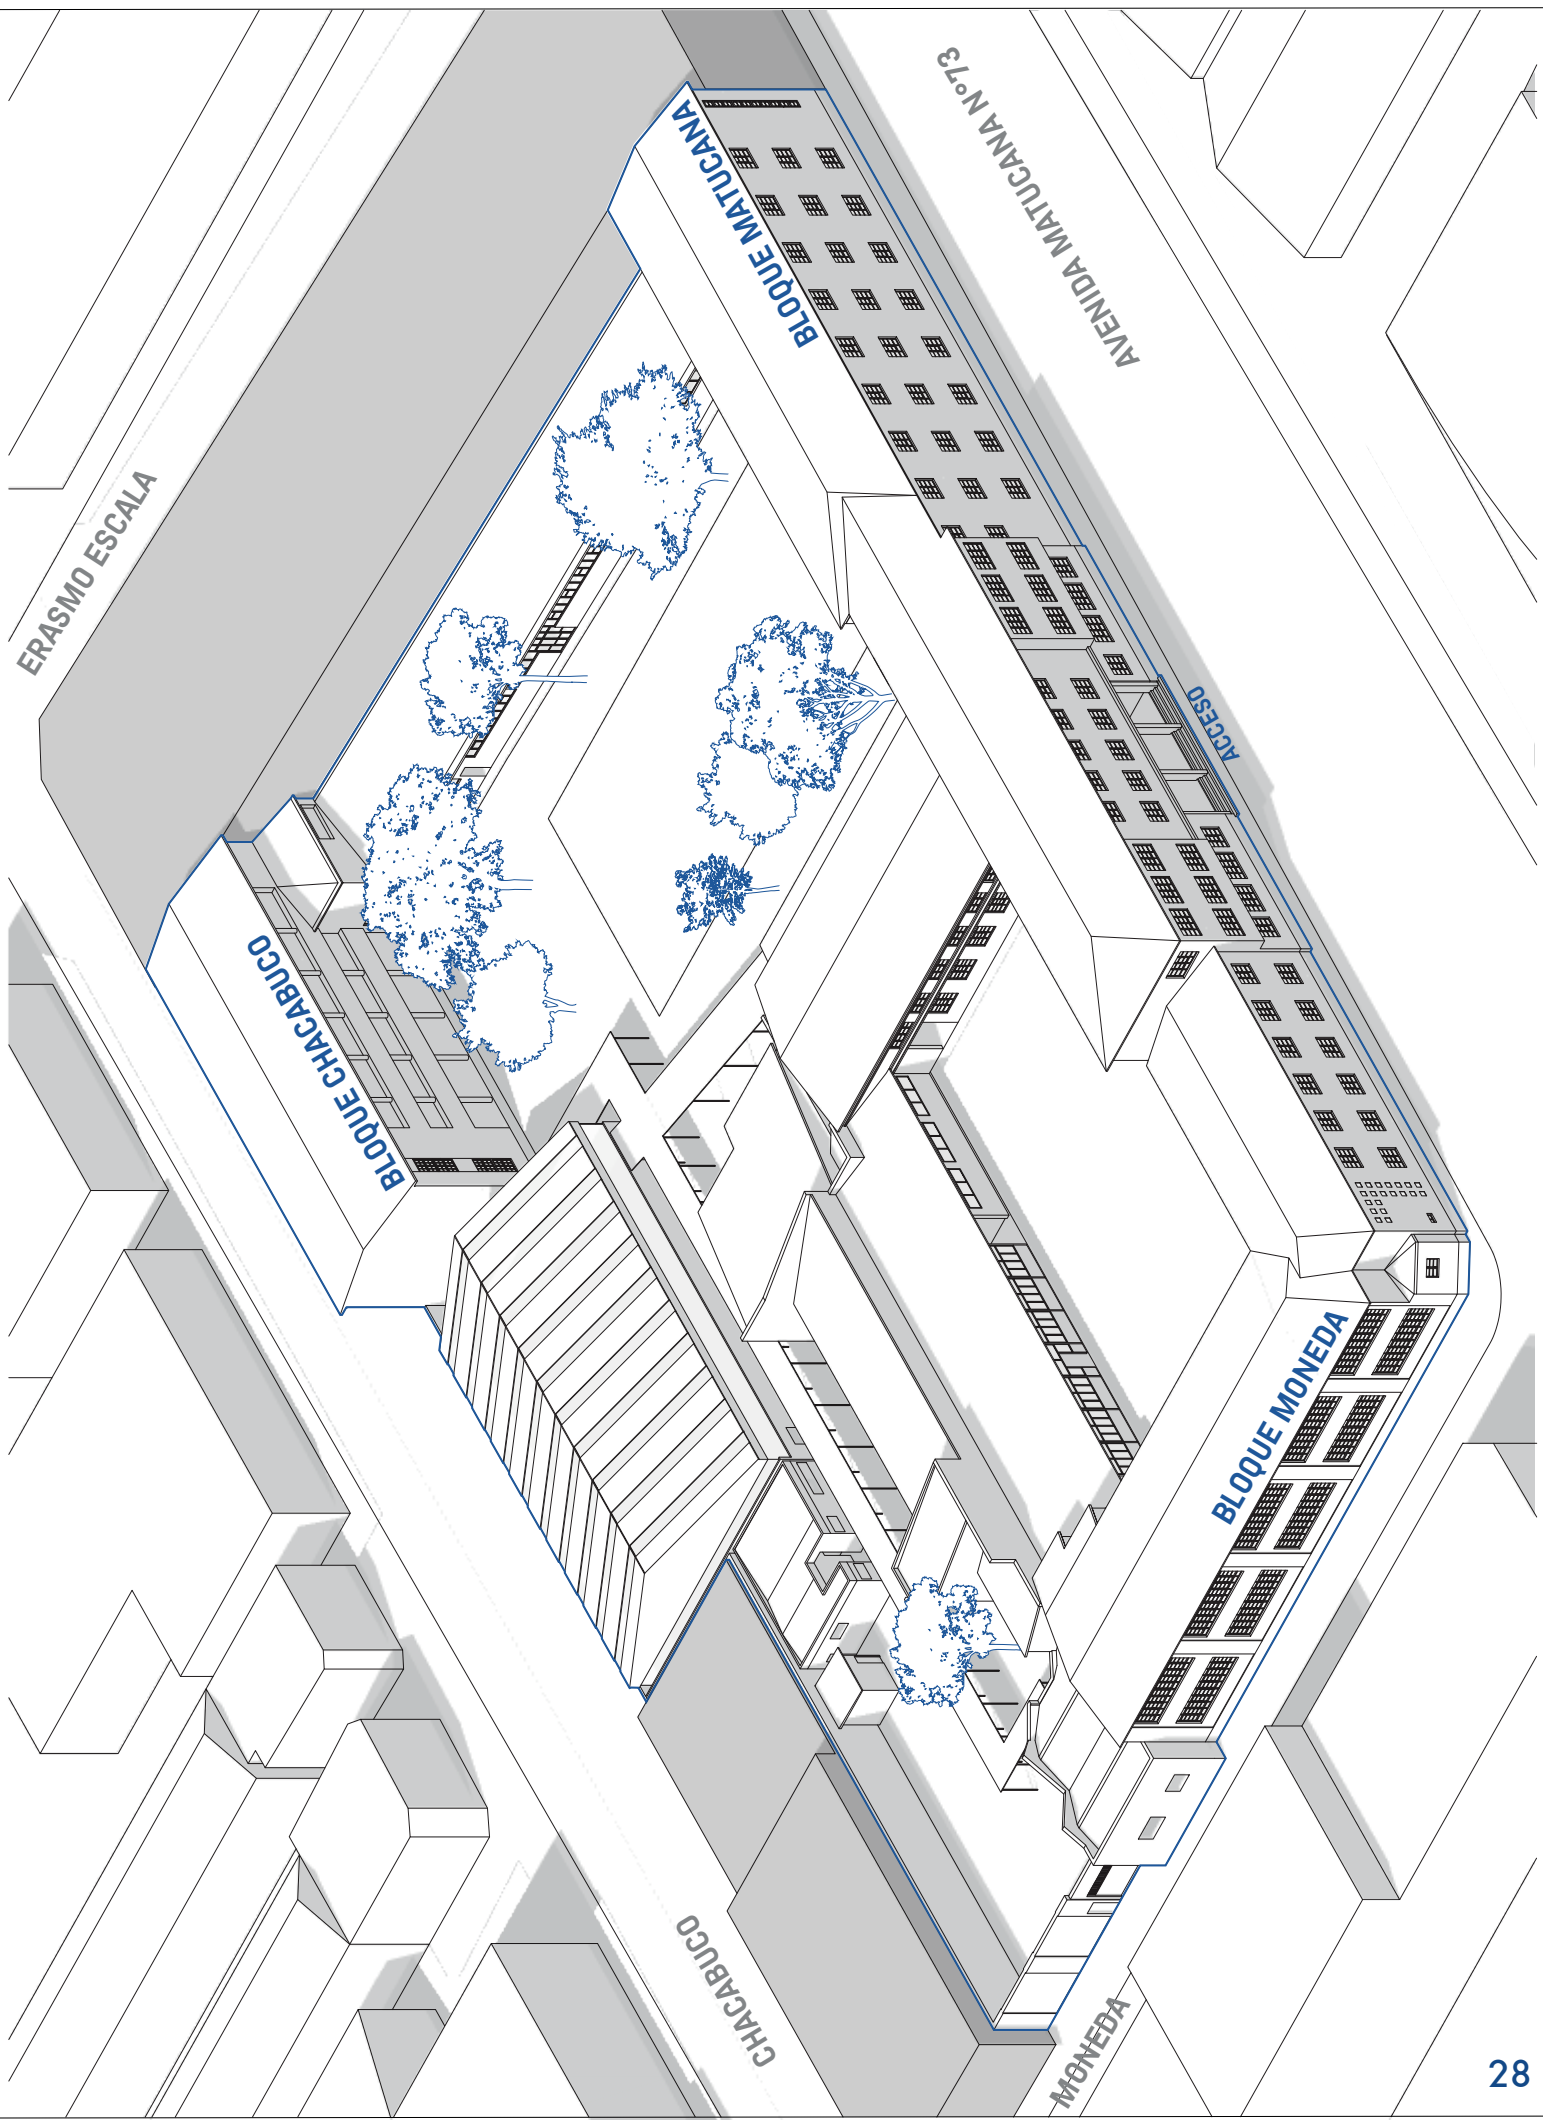 AVENIDA MATUCANA N°73
BLOQUE MATUCANA
ERASMO ESCALA
ACCESO
BLOQUE CHACABUCO
BLOQUE MONEDA
CHACABUCO
MONEDA
28